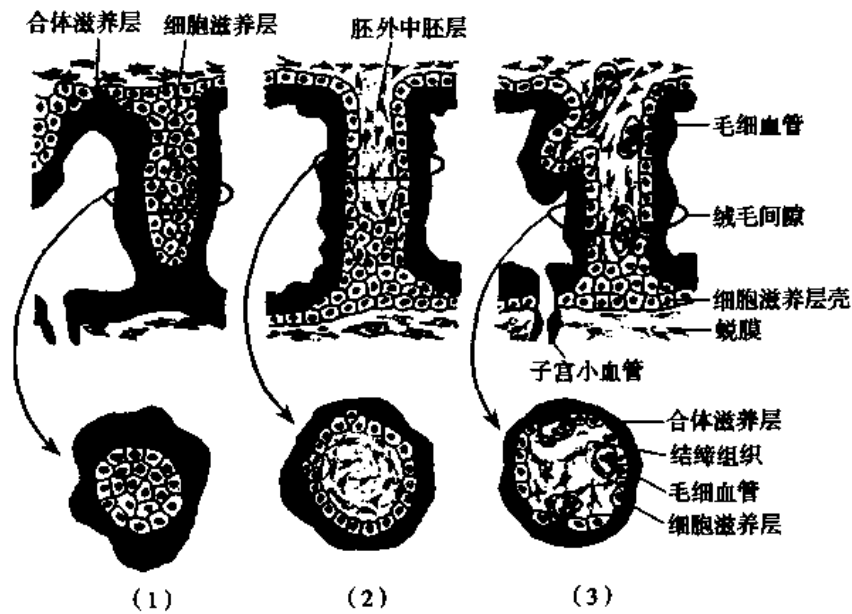 合体滋养层
细胞滋养层
胚外中胚层
毛细血管
绒毛间隙
细胞滋养层壳
蜕膜
子宫小血管
合体滋养层
结缔组织
毛细血管
细胞滋养层
(1)
(2)
(3)